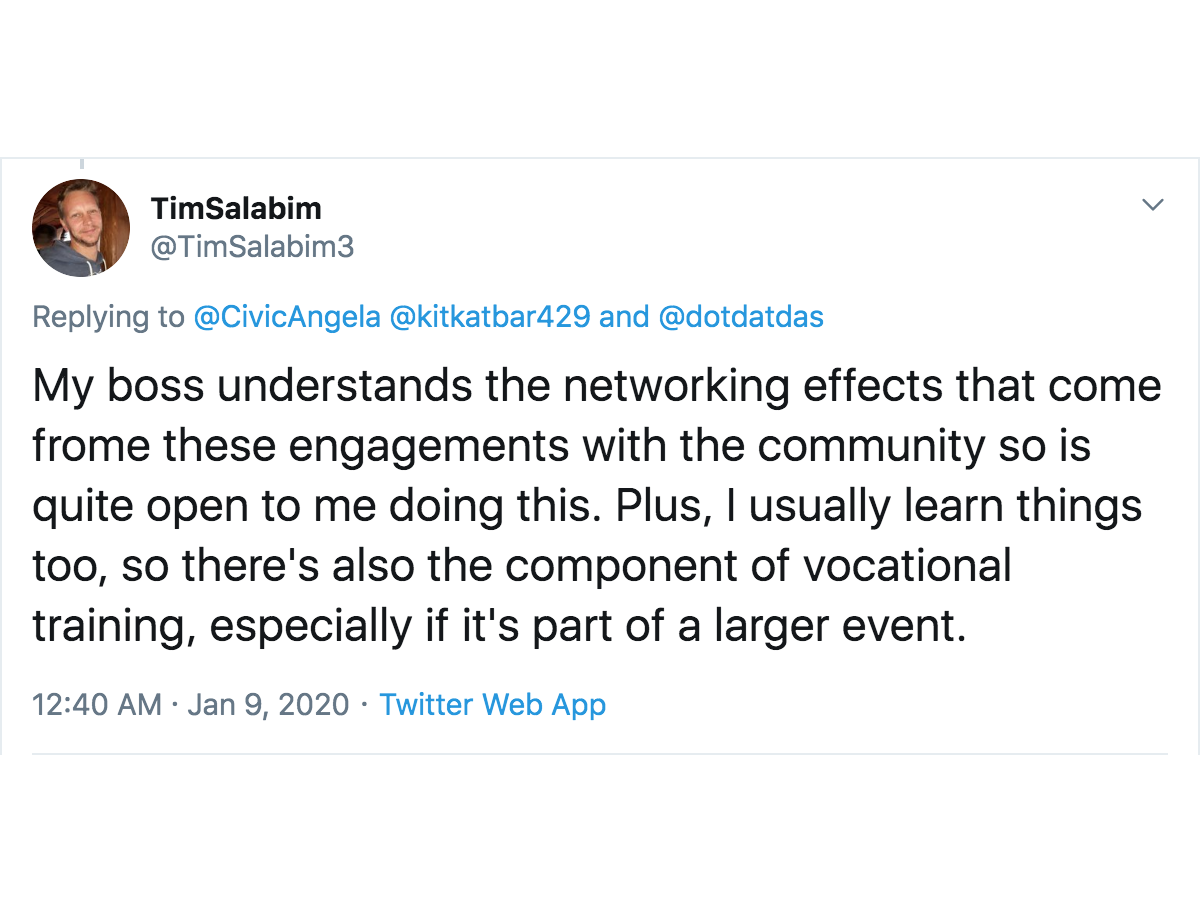 TimSalabim
@TimSalabim3
Replying to @CivicAngela @kitkatbar429 and @dotdatdas
My boss understands the networking effects that come
frome these engagements with the community so is
quite open to me doing this. Plus, I usually learn things
too, so there's also the component of vocational
training, especially if it's part of a larger event.
12:40 AM · Jan 9, 2020 · Twitter Web App